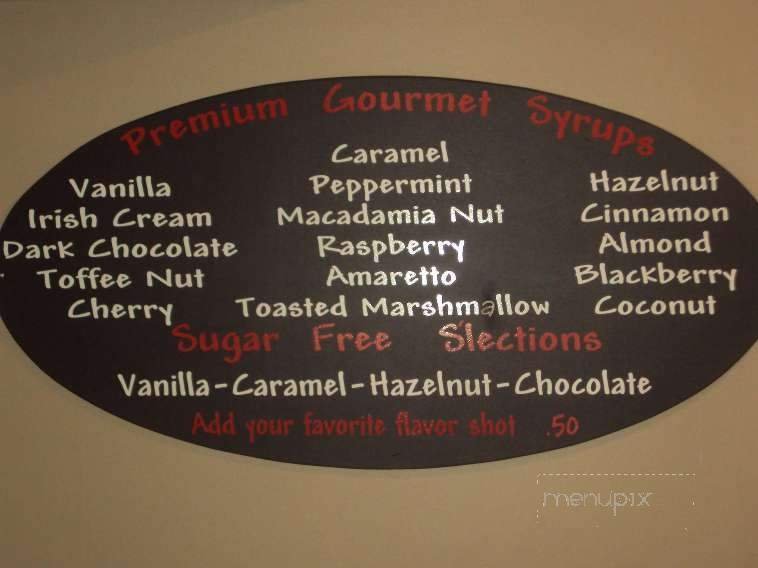 Premium Gourmet Syrups
Caramel
Vanilla Peppermint Hazelnut
Irish Cream Macadamia Nut Cinnamon
Dark Chocolate Raspberry Almond
Toffee Nut Amaretto Blackberry
Cherry Toasted Marshmallow Coconut
Sugar Free S'lections
Vanilla-Caramel-Hazelnut-Chocolate
Add your favorite flavor shot .50
menupix